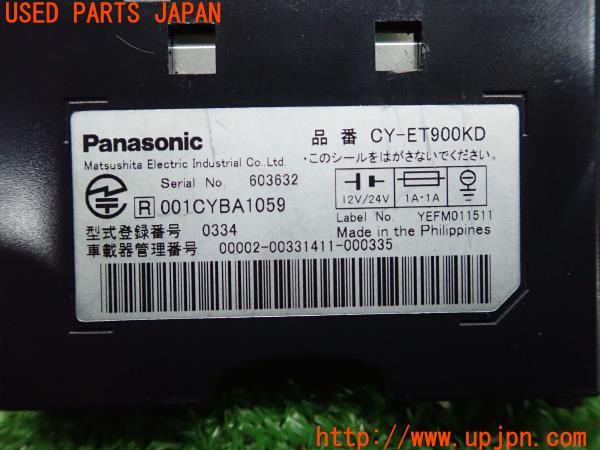 USED PARTS JAPAN
Panasonic
Matsushita Electric Industrial Co.,Ltd.
Serial No. 603632
R 001CYBA1059
型式登録番号 0334
車載器管理番号 00002-00331411-000335
品番 CY-ET900KD
・このシールをはがさないでください。
12V/24V 1A・1A
Label No. YEFM011511
Made in the Philippines
UPJ
http://www.upjpn.com/